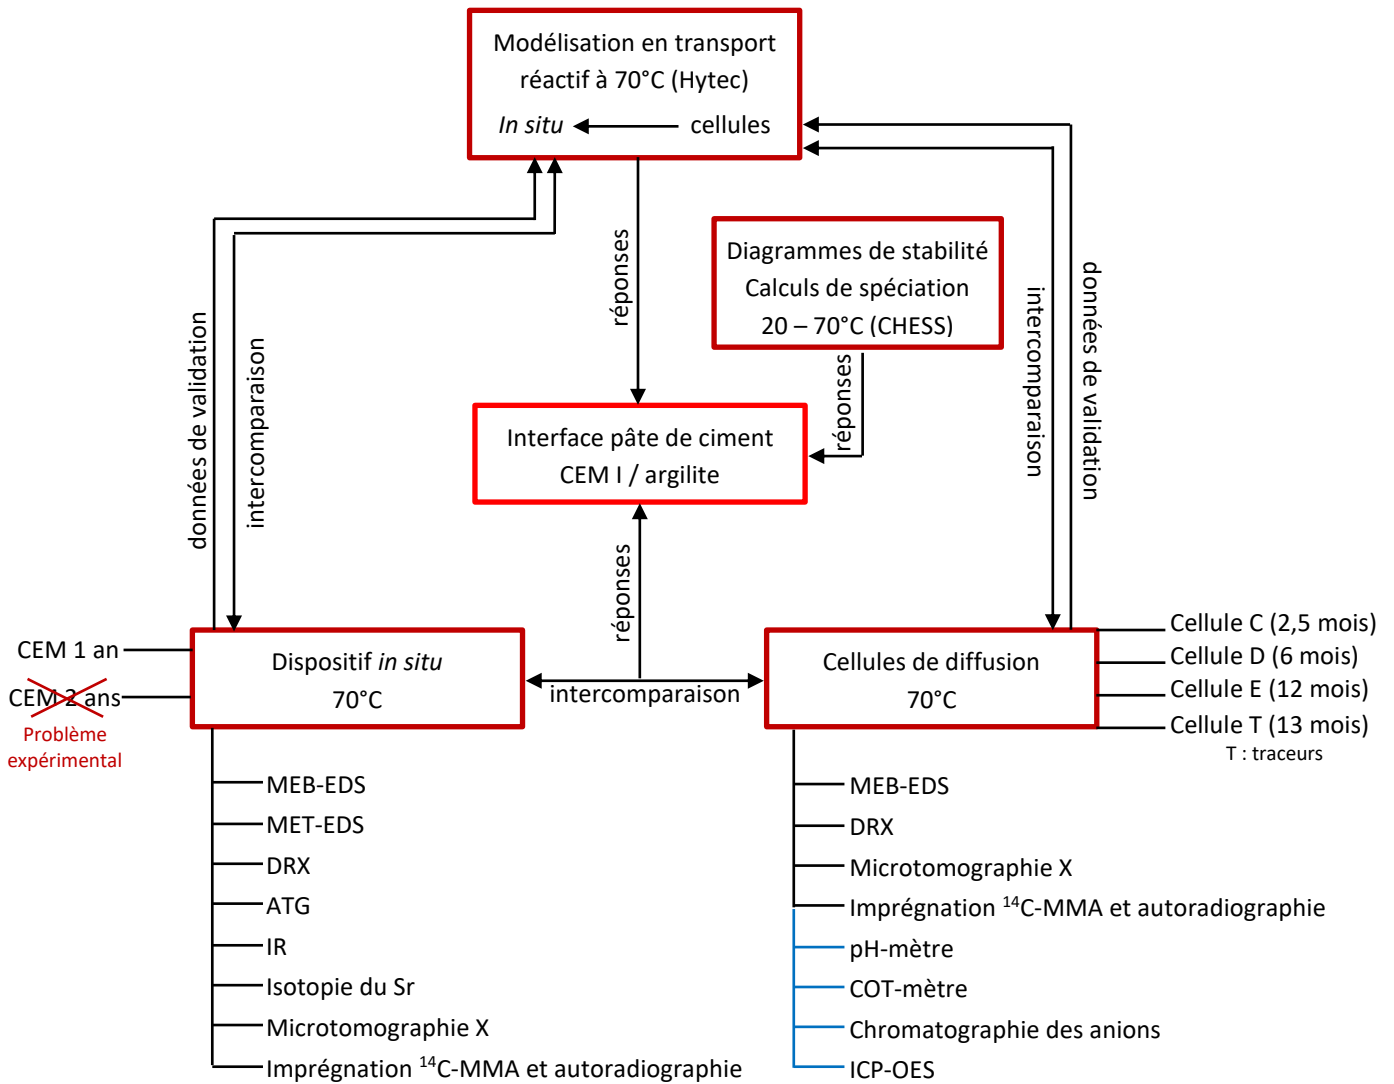 Modélisation en transport
réactif à 70°C (Hytec)
In situ
cellules
réponses
Diagrammes de stabilité
Calculs de spéciation
20 – 70°C (CHESS)
réponses
données de validation
intercomparaison
intercomparaison
données de validation
Interface pâte de ciment
CEM I / argilite
réponses
CEM 1 an
CEM 2 ans
Problème
expérimental
Dispositif in situ
70°C
intercomparaison
Cellules de diffusion
70°C
Cellule C (2,5 mois)
Cellule D (6 mois)
Cellule E (12 mois)
Cellule T (13 mois)
T : traceurs
MEB-EDS
MET-EDS
DRX
ATG
IR
Isotopie du Sr
Microtomographie X
Imprégnation ¹⁴C-MMA et autoradiographie
MEB-EDS
DRX
Microtomographie X
Imprégnation ¹⁴C-MMA et autoradiographie
pH-mètre
COT-mètre
Chromatographie des anions
ICP-OES